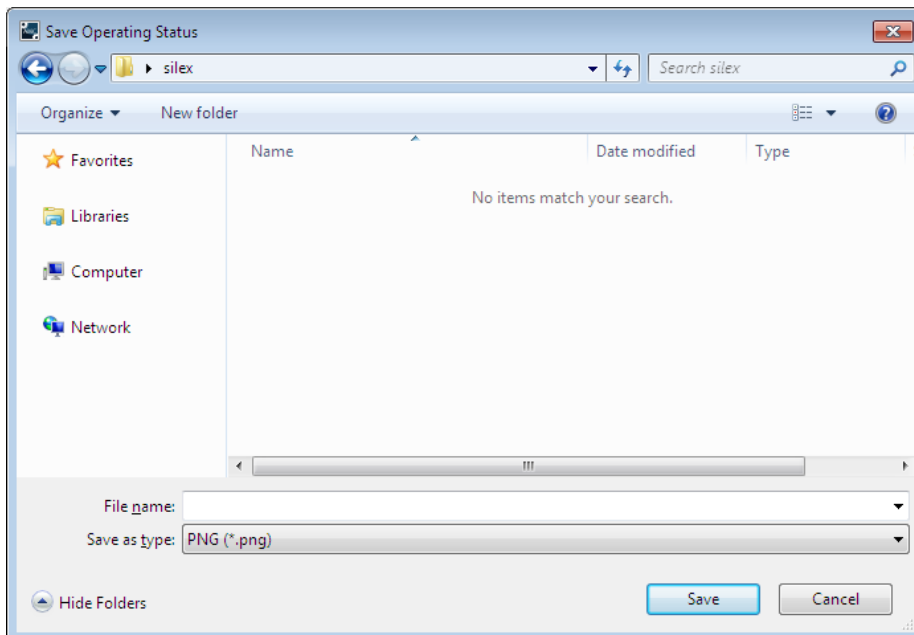 Save Operating Status
silex
Search silex
Organize
New folder
Name
Date modified
Type
No items match your search.
Favorites
Libraries
Computer
Network
File name:
Save as type: PNG (*.png)
Hide Folders
Save
Cancel